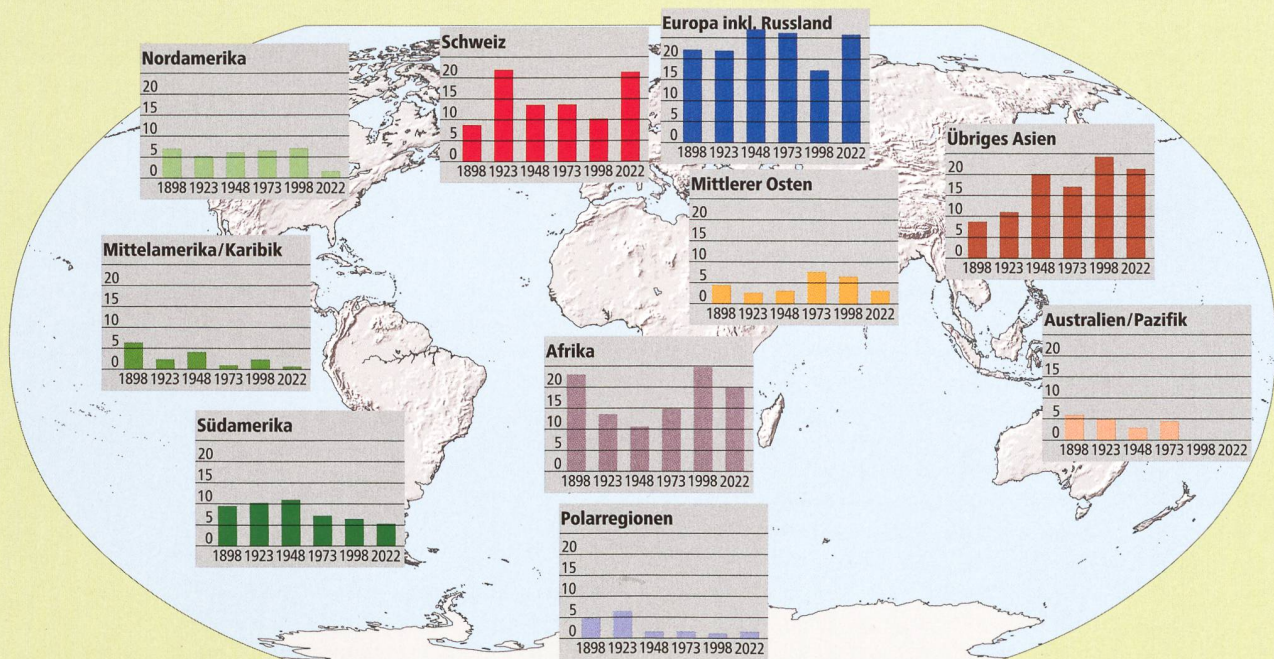 Nordamerika
20
15
10
5
0
1898 1923 1948 1973 1998 2022
Schweiz
20
15
10
5
0
1898 1923 1948 1973 1998 2022
Europa inkl. Russland
20
15
10
5
0
1898 1923 1948 1973 1998 2022
Übriges Asien
20
15
10
5
0
1898 1923 1948 1973 1998 2022
Mittlerer Osten
20
15
10
5
0
1898 1923 1948 1973 1998 2022
Mittelamerika/Karibik
20
15
10
5
0
1898 1923 1948 1973 1998 2022
Australien/Pazifik
20
15
10
5
0
1898 1923 1948 1973 1998 2022
Afrika
20
15
10
5
0
1898 1923 1948 1973 1998 2022
Südamerika
20
15
10
5
0
1898 1923 1948 1973 1998 2022
Polarregionen
20
15
10
5
0
1898 1923 1948 1973 1998 2022